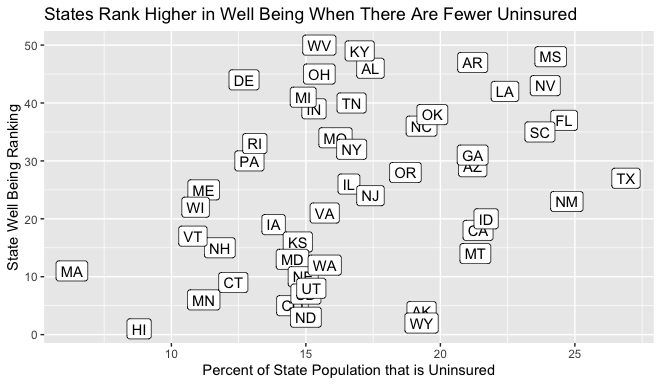 States Rank Higher in Well Being When There Are Fewer Uninsured
State Well Being Ranking
50
40
30
20
10
0
WV
KY
MS
AL
AR
OH
DE
NV
LA
MI
IN
TN
OK
NC
FL
SC
MO
RI
NY
PA
GA
AZ
OR
TX
IL
ME
NJ
NM
WI
VA
ID
IA
CA
VT
KS
NH
MT
MD
WA
MA
NE
CT
UT
MN
AK
ND
WY
HI
10
15
20
25
Percent of State Population that is Uninsured